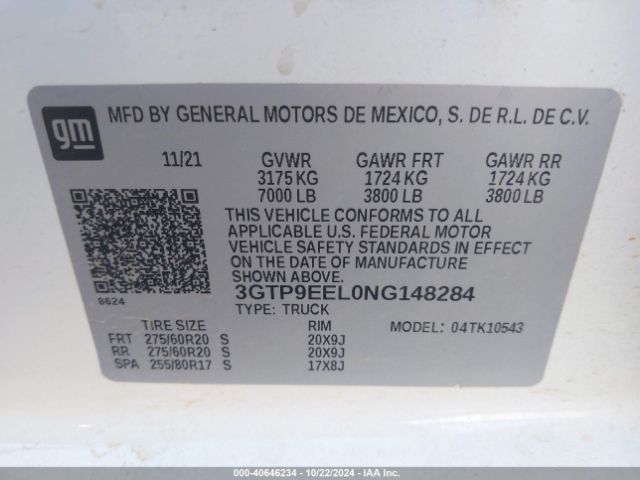 gm
MFD BY GENERAL MOTORS DE MEXICO, S. DE R.L. DE C.V.
11/21 GVWR GAWR FRT GAWR RR
3175 KG 1724 KG 1724 KG
7000 LB 3800 LB 3800 LB
THIS VEHICLE CONFORMS TO ALL
APPLICABLE U.S. FEDERAL MOTOR
VEHICLE SAFETY STANDARDS IN EFFECT
ON THE DATE OF MANUFACTURE
SHOWN ABOVE.
8624
3GTP9EEL0NG148284
TYPE: TRUCK
TIRE SIZE RIM MODEL: 04TK10543
FRT 275/60R20 S 20X9J
RR 275/60R20 S 20X9J
SPA 255/80R17 S 17X8J
000-40646234 - 10/22/2024 - IAA Inc.